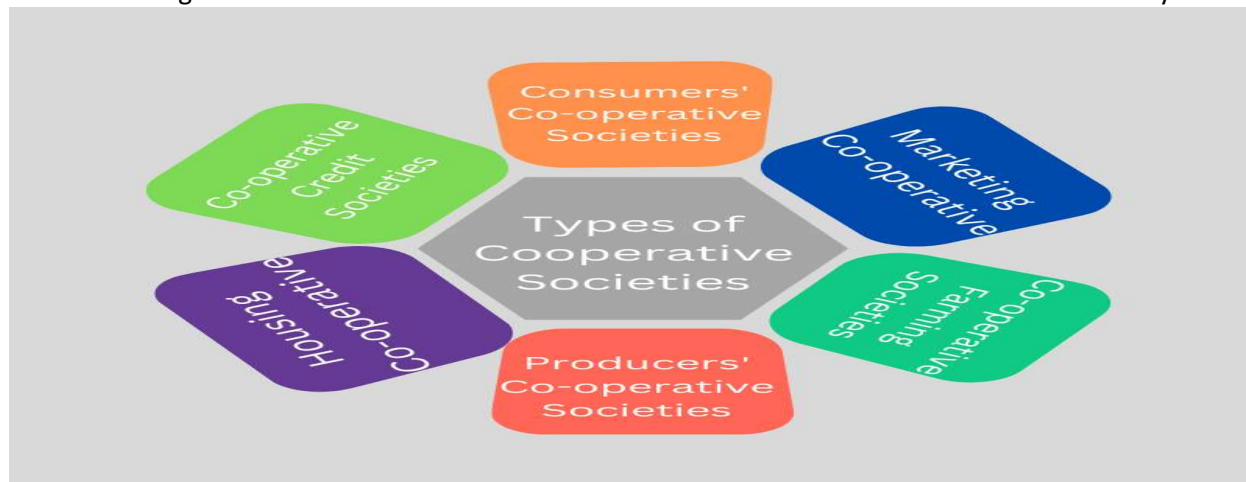 Consumers'
Co-operative
Societies
Marketing
Co-operative
Co-operative
Farming
Societies
Producers'
Co-operative
Societies
Housing
Co-operative
Co-operative
Credit
Societies
Types of
Cooperative
Societies